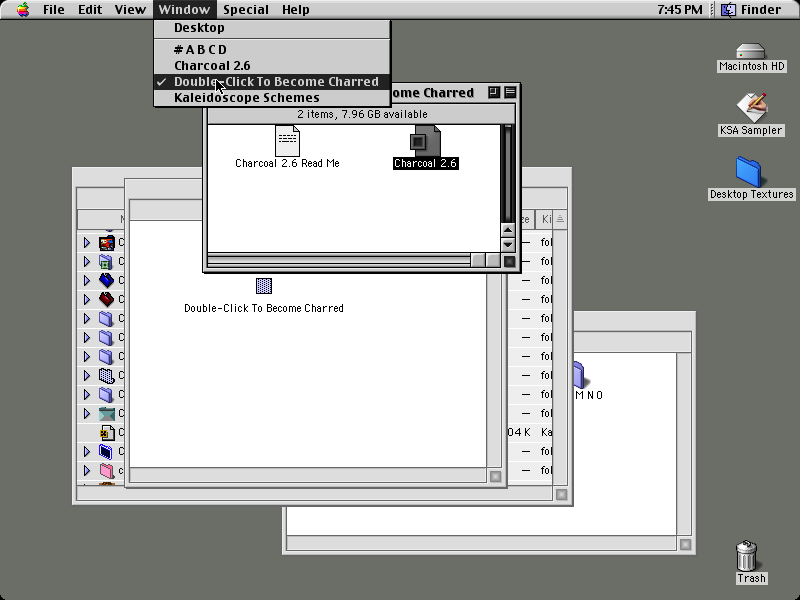 File Edit View Window Special Help 7:45 PM Finder
Desktop
# A B C D
Charcoal 2.6
Double-Click To Become Charred
Kaleidoscope Schemes
ome Charred
2 items, 7.96 GB available
Charcoal 2.6 Read Me
Charcoal 2.6
Macintosh HD
KSA Sampler
Desktop Textures
ze Ki
C — fol
C — fol
C — fol
C — fol
C — fol
C — fol
C — fol
C — fol
C — fol
C — fol
C 04 K Ka
C — fol
c — fol
Double-Click To Become Charred
M N O
Trash